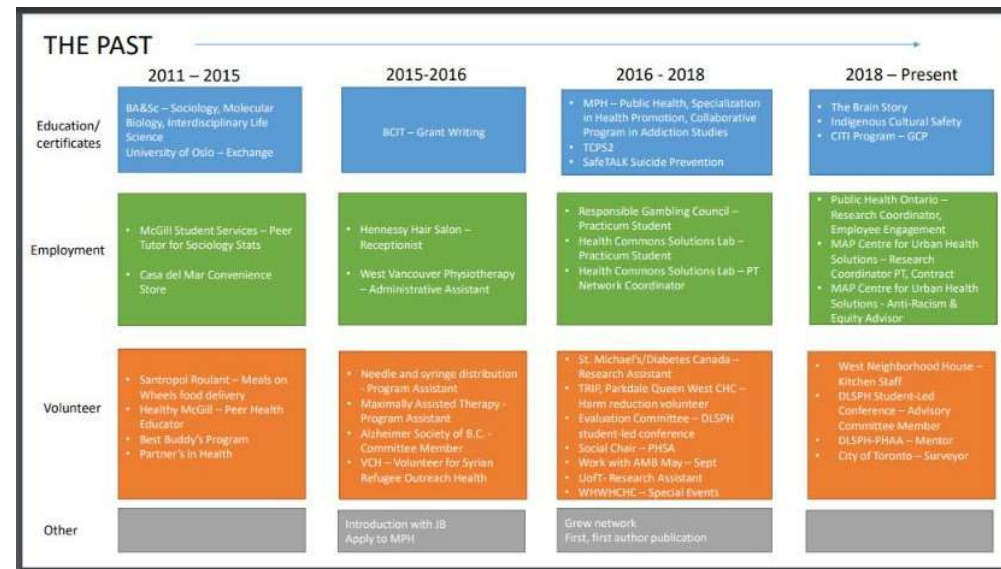 THE PAST
2011 – 2015
2015-2016
2016 - 2018
2018 – Present
Education/
certificates
BA&Sc – Sociology, Molecular
Biology, Interdisciplinary Life
Science
University of Oslo – Exchange
BCIT – Grant Writing
• MPH – Public Health, Specialization
in Health Promotion, Collaborative
Program in Addiction Studies
• TCPS2
• SafeTALK Suicide Prevention
• The Brain Story
• Indigenous Cultural Safety
• CITI Program – GCP
Employment
• McGill Student Services – Peer
Tutor for Sociology Stats
• Casa del Mar Convenience
Store
• Hennessy Hair Salon –
Receptionist
• West Vancouver Physiotherapy
– Administrative Assistant
• Responsible Gambling Council –
Practicum Student
• Health Commons Solutions Lab –
Practicum Student
• Health Commons Solutions Lab – PT
Network Coordinator
• Public Health Ontario –
Research Coordinator,
Employee Engagement
• MAP Centre for Urban Health
Solutions – Research
Coordinator PT, Contract
• MAP Centre for Urban Health
Solutions - Anti-Racism &
Equity Advisor
Volunteer
• Santropol Roulant – Meals on
Wheels food delivery
• Healthy McGill – Peer Health
Educator
• Best Buddy's Program
• Partner's in Health
• Needle and syringe distribution
- Program Assistant
• Maximally Assisted Therapy -
Program Assistant
• Alzheimer Society of B.C. -
Committee Member
• VCH – Volunteer for Syrian
Refugee Outreach Health
• St. Michael's/Diabetes Canada –
Research Assistant
• TRIP, Parkdale Queen West CHC –
Harm reduction volunteer
• Evaluation Committee – DLSPH
student-led conference
• Social Chair – PHSA
• Work with AMB May – Sept
• UofT- Research Assistant
• WHWHCHC – Special Events
• West Neighborhood House –
Kitchen Staff
• DLSPH Student-Led
Conference – Advisory
Committee Member
• DLSPH-PHAA – Mentor
• City of Toronto – Surveyor
Other
Introduction with JB
Apply to MPH
Grew network
First, first author publication